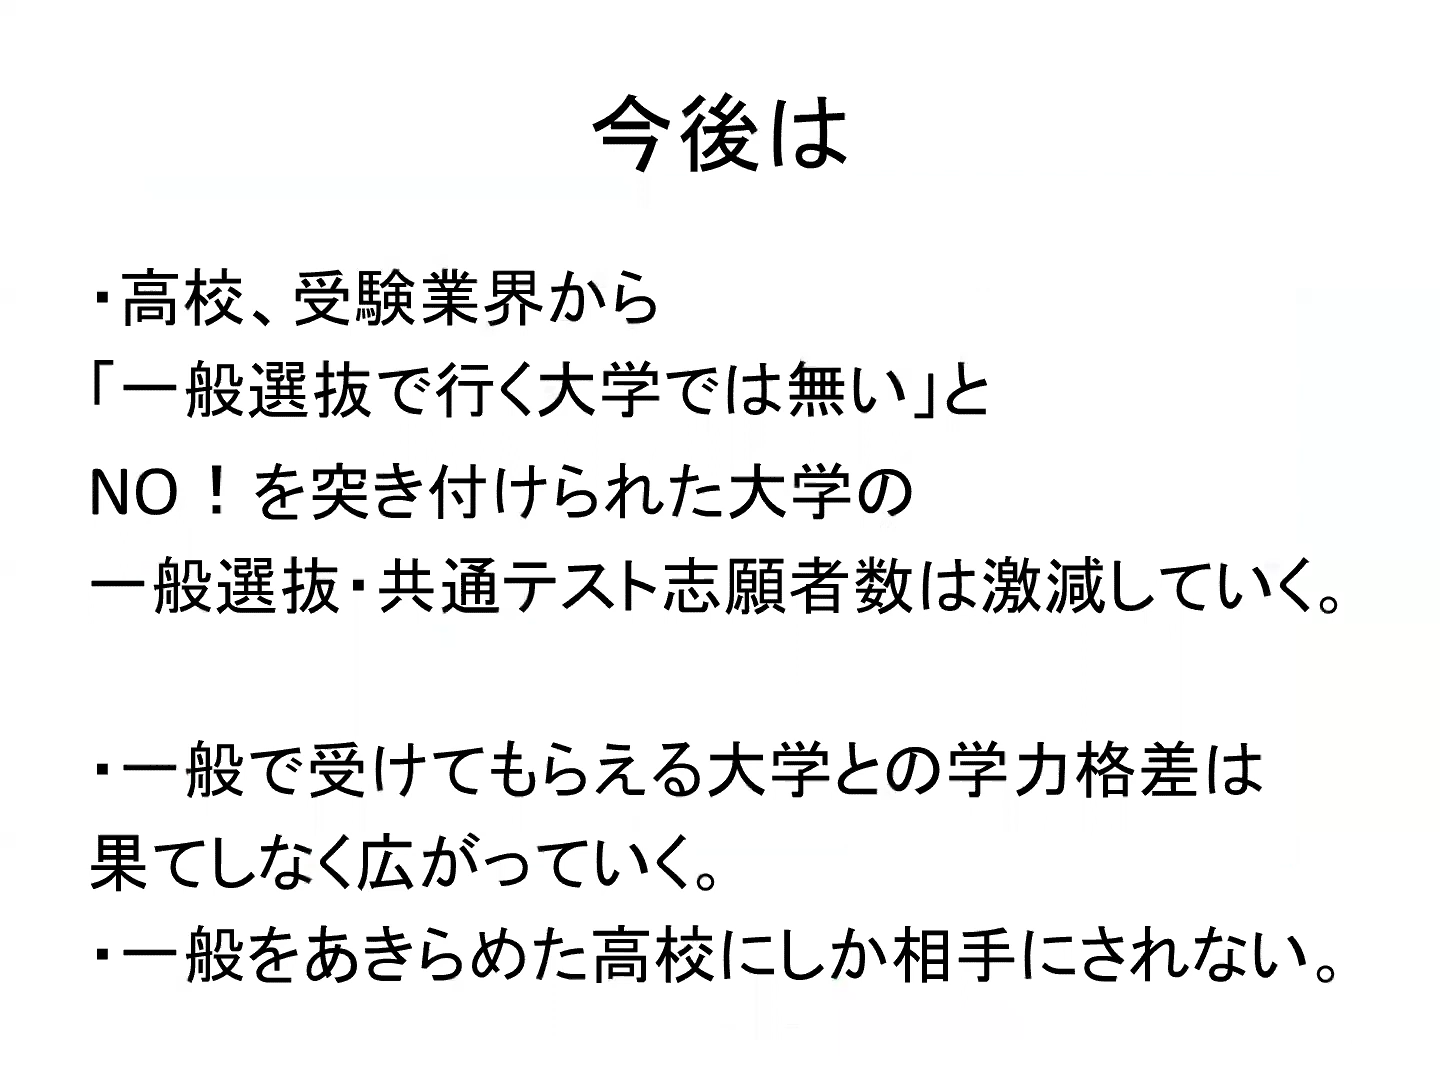 今後は
・高校、受験業界から
「一般選抜で行く大学では無い」と
NO！を突き付けられた大学の
一般選抜・共通テスト志願者数は激減していく。
・一般で受けてもらえる大学との学力格差は
果てしなく広がっていく。
・一般をあきらめた高校にしか相手にされない。